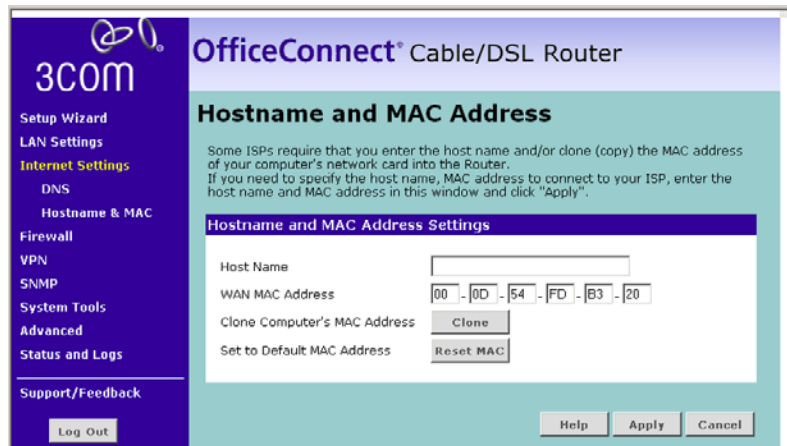 3COM
OfficeConnect® Cable/DSL Router
Setup Wizard
LAN Settings
Internet Settings
DNS
Hostname & MAC
Firewall
VPN
SNMP
System Tools
Advanced
Status and Logs
Support/Feedback
Log Out
Hostname and MAC Address
Some ISPs require that you enter the host name and/or clone (copy) the MAC address
of your computer's network card into the Router.
If you need to specify the host name, MAC address to connect to your ISP, enter the
host name and MAC address in this window and click "Apply".
Hostname and MAC Address Settings
Host Name
WAN MAC Address 00 - 0D - 54 - FD - B3 - 20
Clone Computer's MAC Address Clone
Set to Default MAC Address Reset MAC
Help Apply Cancel